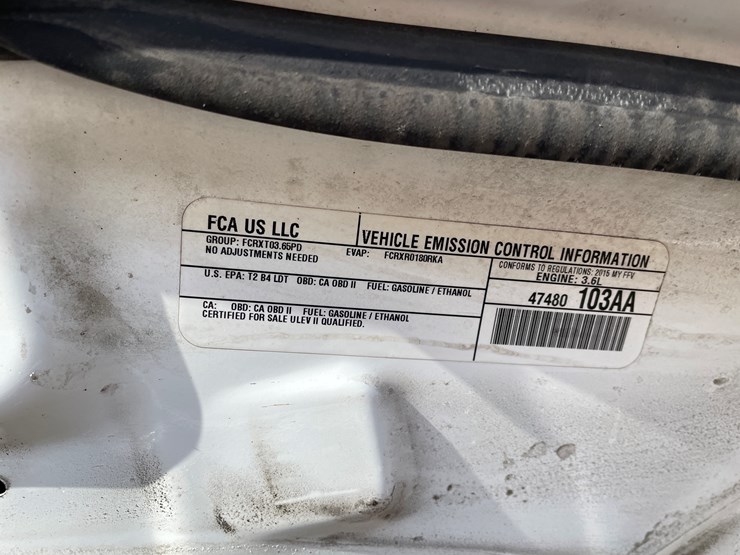 FCA US LLC
VEHICLE EMISSION CONTROL INFORMATION
GROUP: FCRXT03.65PD
EVAP: FCRXR0180RKA
NO ADJUSTMENTS NEEDED
CONFORMS TO REGULATIONS: 2015 MY FFV
ENGINE: 3.6L
U.S. EPA: T2 B4 LDT OBD: CA OBD II FUEL: GASOLINE / ETHANOL
47480 103AA
CA: OBD: CA OBD II FUEL: GASOLINE / ETHANOL
CERTIFIED FOR SALE ULEV II QUALIFIED.